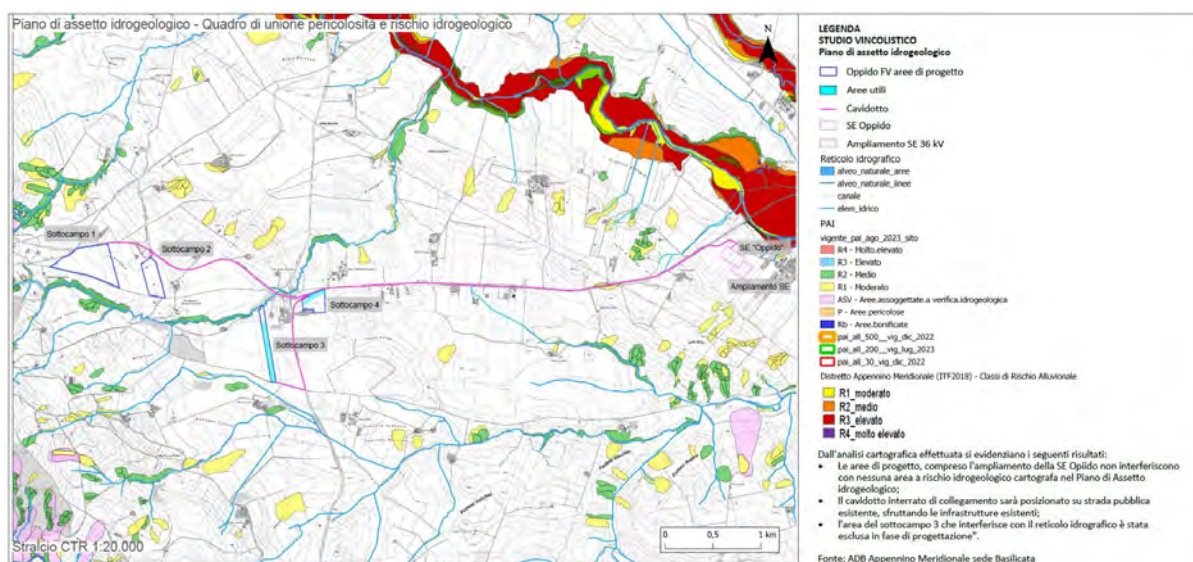 Piano di assetto idrogeologico - Quadro di unione pericolosità e rischio idrogeologico
N
Sottocampo 1
Sottocampo 2
Sottocampo 4
Sottocampo 3
SE "Oppido"
Ampliamento SE
Stralcio CTR 1:20.000
0 0,5 1 km
LEGENDA
STUDIO VINCOLISTICO
Piano di assetto idrogeologico
Oppido FV aree di progetto
Aree utili
Cavidotto
SE Oppido
Ampliamento SE 36 kV
Reticolo idrografico
alveo_naturale_aree
alveo_naturale_linee
canale
elem_idrico
PAI
vigente_pai_ago_2023_sito
R4 - Molto.elevato
R3 - Elevato
R2 - Medio
R1 - Moderato
ASV - Aree.assoggettate.a verifica.idrogeologica
P - Aree.pericolose
Rb - Aree.bonificate
pai_all_500__vig_dic_2022
pai_all_200__vig_lug_2023
pai_all_30_vig_dic_2022
Distretto Appennino Meridionale (ITF2018) - Classi di Rischio Alluvionale
R1_moderato
R2_medio
R3_elevato
R4_molto elevato
Dall'analisi cartografica effettuata si evidenziano i seguenti risultati:
• Le aree di progetto, compreso l'ampliamento della SE Opiido non interferiscono
con nessuna area a rischio idrogeologico cartografa nel Piano di Assetto
idrogeologico;
• Il cavidotto interrato di collegamento sarà posizionato su strada pubblica
esistente, sfruttando le infrastrutture esistenti;
• l'area del sottocampo 3 che interferisce con il reticolo idrografico è stata
esclusa in fase di progettazione".
Fonte: ADB Appennino Meridionale sede Basilicata